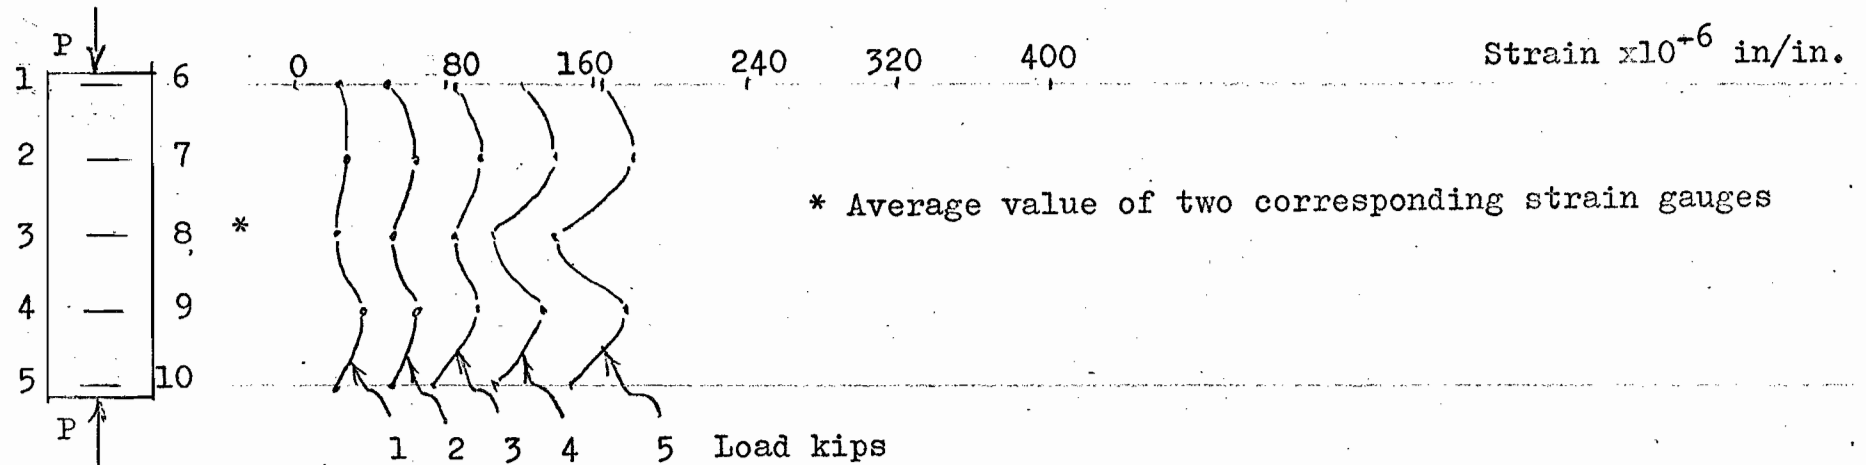 P
0 80 160 240 320 400 Strain x10⁻⁶ in/in.
1 6
2 7
* Average value of two corresponding strain gauges
3 8 *
4 9
5 10
P
1 2 3 4 5 Load kips